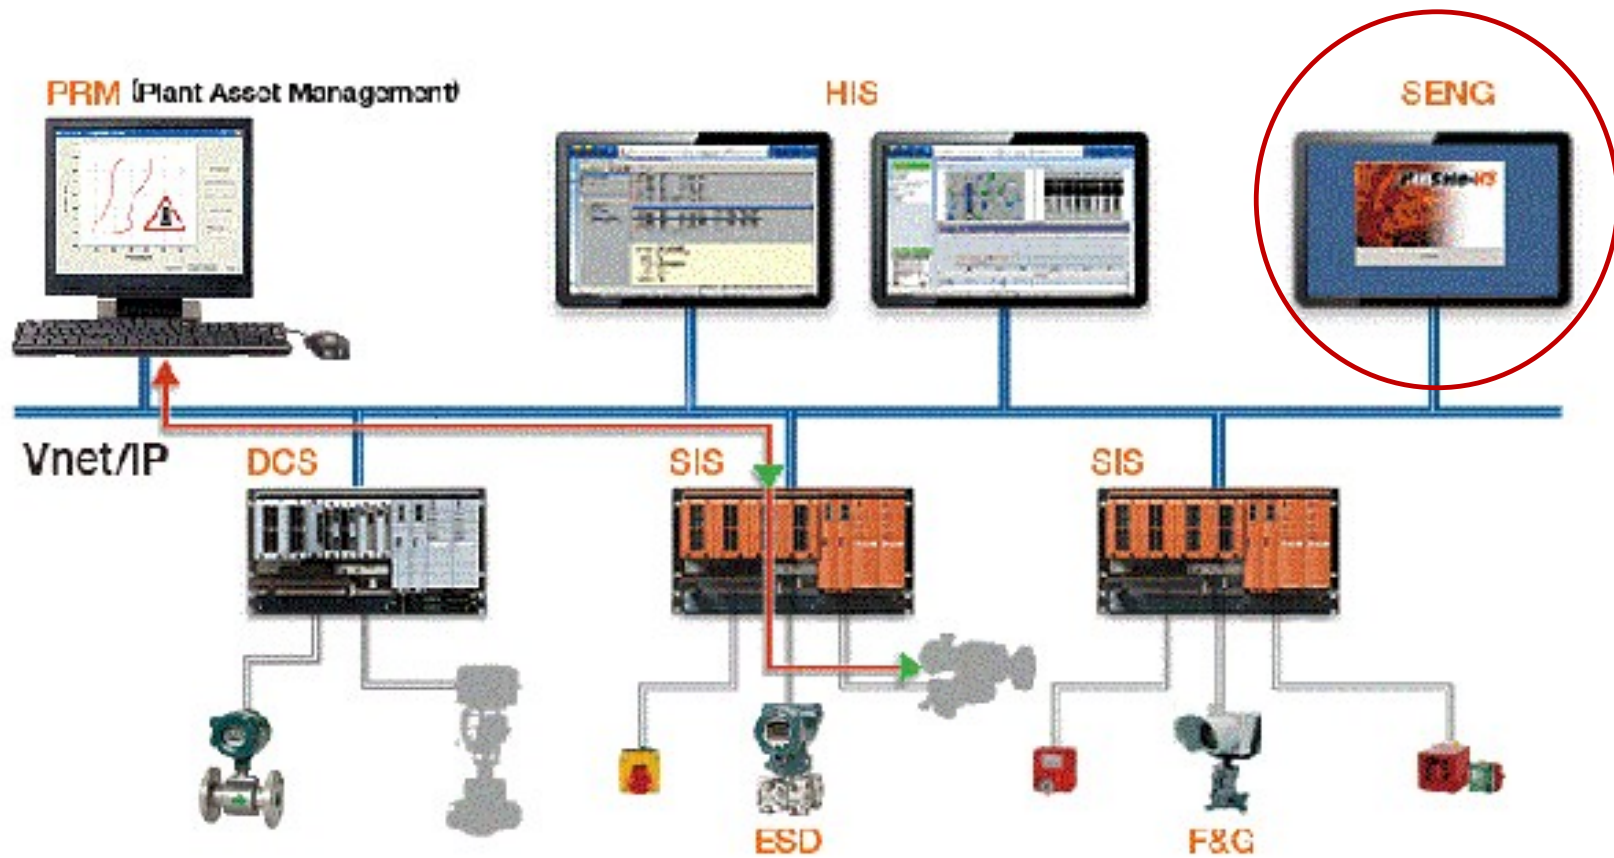 PRM (Plant Asset Management)
HIS
SENG
Vnet/IP
DCS
SIS
SIS
ESD
F&G